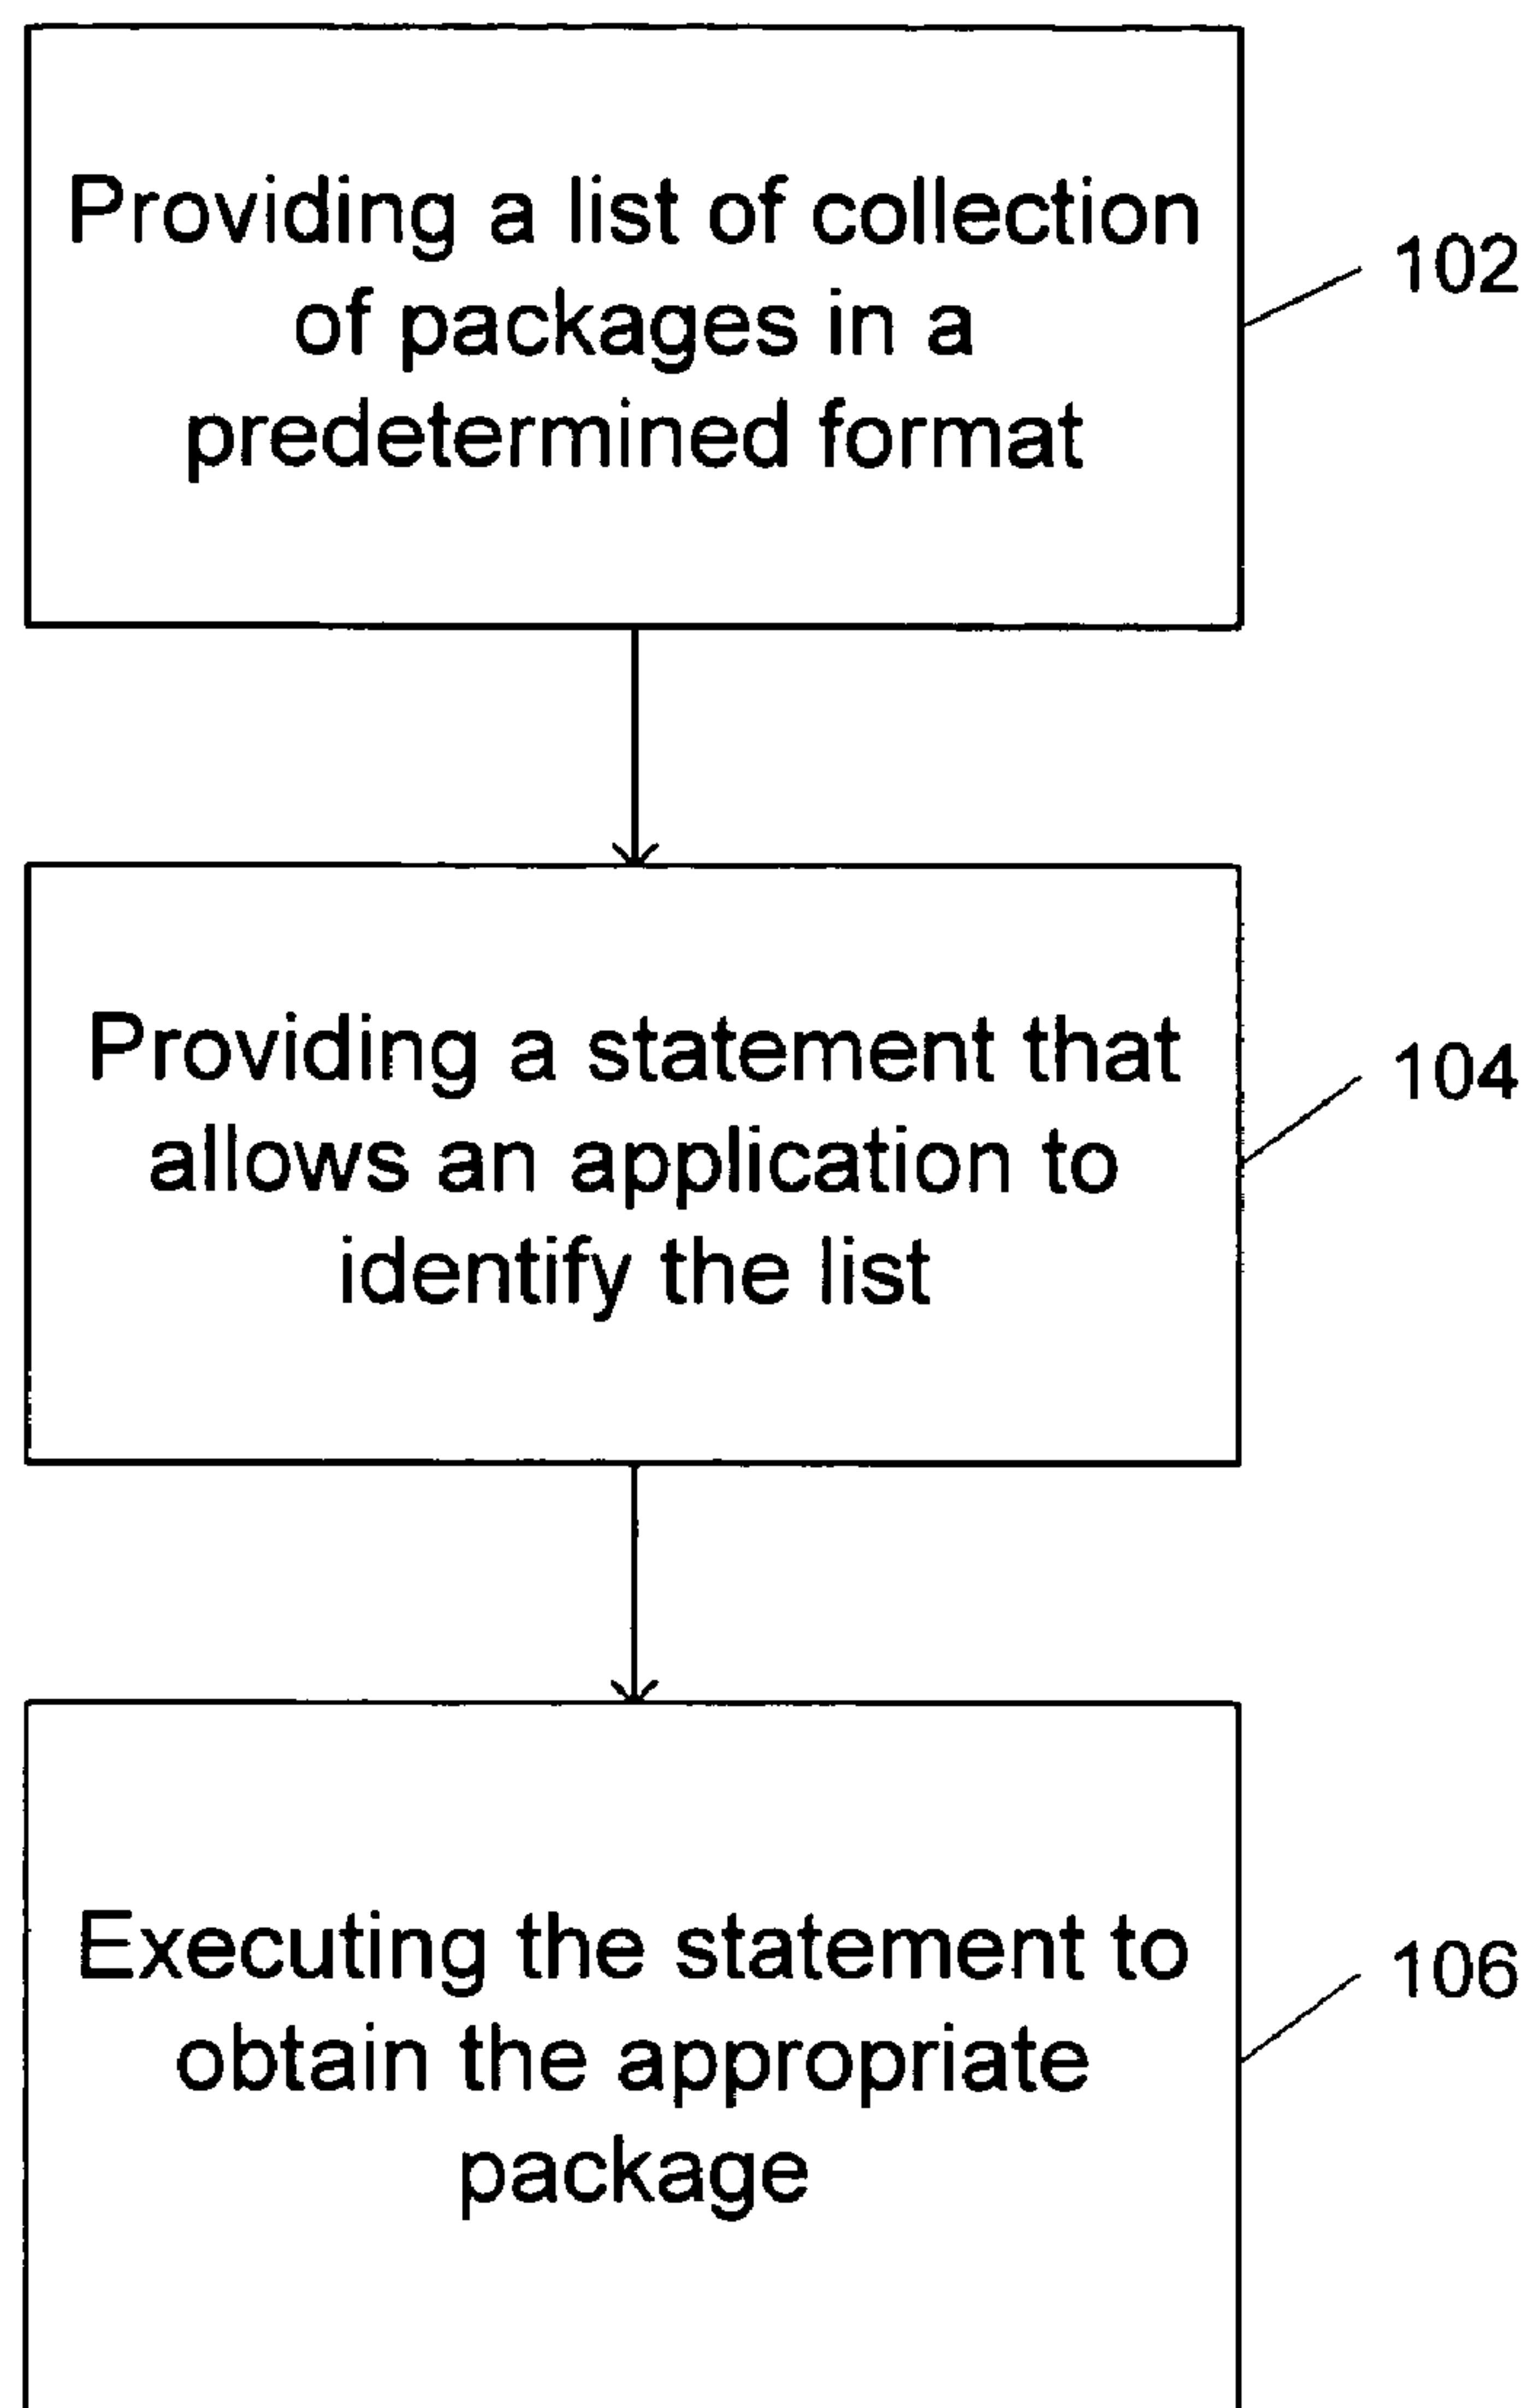 Providing a list of collection
of packages in a
predetermined format
102
Providing a statement that
allows an application to
identify the list
104
Executing the statement to
obtain the appropriate
package
106